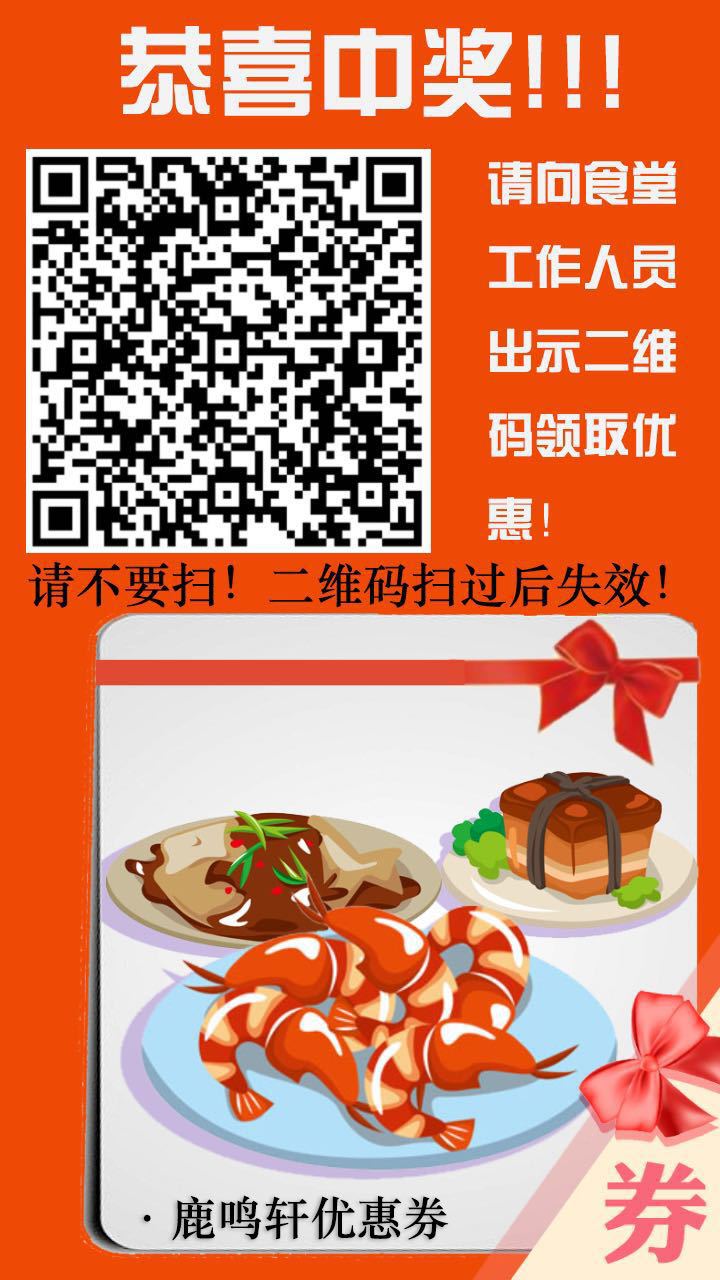 恭喜中奖!!!
请向食堂
工作人员
出示二维
码领取优
惠！
请不要扫！二维码扫过后失效！
·鹿鸣轩优惠券
券